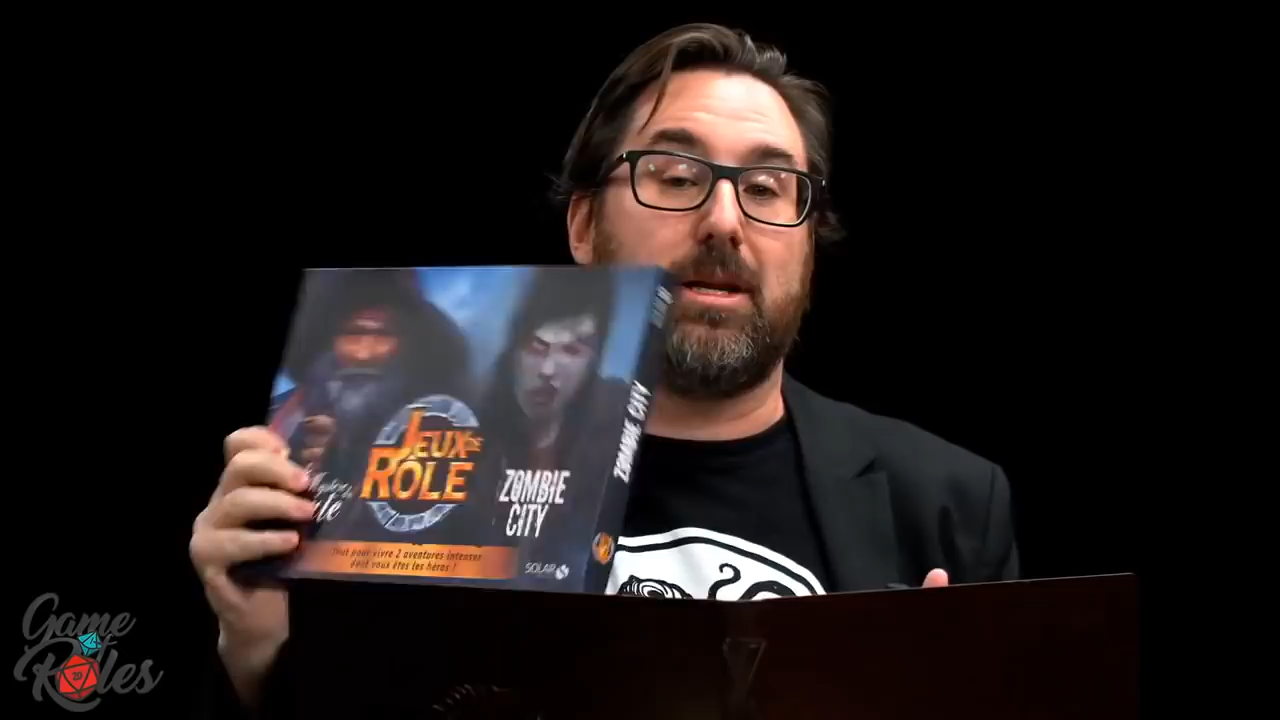 JEUX DE
RÔLE
ZOMBIE
CITY
ZOMBIE CITY
Tout pour vivre 2 aventures intenses
dont vous êtes les héros !
SOLAR
Game
of
Roles
20